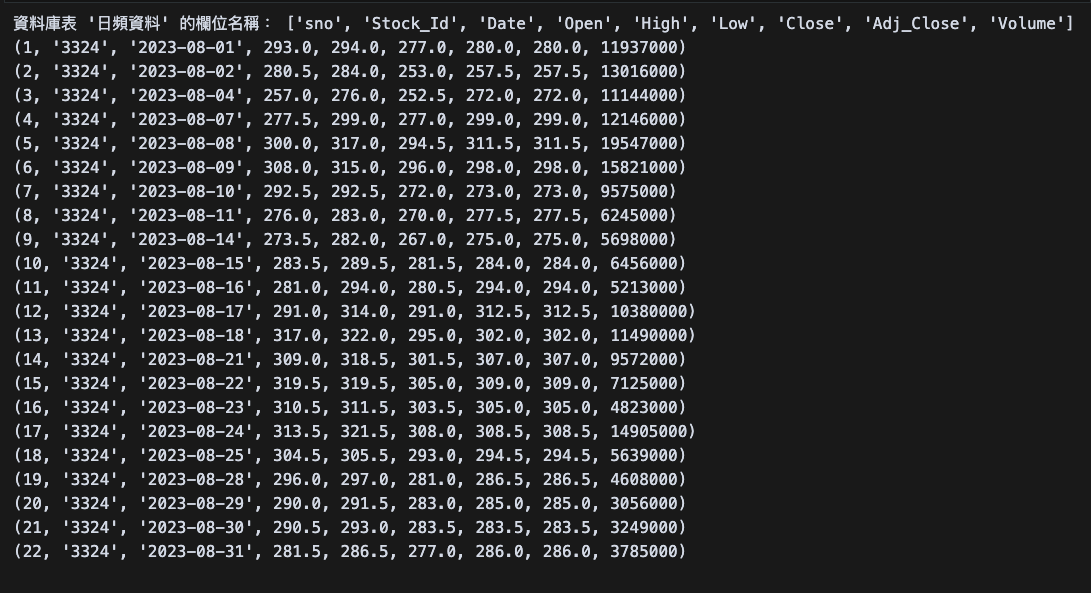 資料庫表 '日頻資料' 的欄位名稱： ['sno', 'Stock_Id', 'Date', 'Open', 'High', 'Low', 'Close', 'Adj_Close', 'Volume']
(1, '3324', '2023-08-01', 293.0, 294.0, 277.0, 280.0, 280.0, 11937000)
(2, '3324', '2023-08-02', 280.5, 284.0, 253.0, 257.5, 257.5, 13016000)
(3, '3324', '2023-08-04', 257.0, 276.0, 252.5, 272.0, 272.0, 11144000)
(4, '3324', '2023-08-07', 277.5, 299.0, 277.0, 299.0, 299.0, 12146000)
(5, '3324', '2023-08-08', 300.0, 317.0, 294.5, 311.5, 311.5, 19547000)
(6, '3324', '2023-08-09', 308.0, 315.0, 296.0, 298.0, 298.0, 15821000)
(7, '3324', '2023-08-10', 292.5, 292.5, 272.0, 273.0, 273.0, 9575000)
(8, '3324', '2023-08-11', 276.0, 283.0, 270.0, 277.5, 277.5, 6245000)
(9, '3324', '2023-08-14', 273.5, 282.0, 267.0, 275.0, 275.0, 5698000)
(10, '3324', '2023-08-15', 283.5, 289.5, 281.5, 284.0, 284.0, 6456000)
(11, '3324', '2023-08-16', 281.0, 294.0, 280.5, 294.0, 294.0, 5213000)
(12, '3324', '2023-08-17', 291.0, 314.0, 291.0, 312.5, 312.5, 10380000)
(13, '3324', '2023-08-18', 317.0, 322.0, 295.0, 302.0, 302.0, 11490000)
(14, '3324', '2023-08-21', 309.0, 318.5, 301.5, 307.0, 307.0, 9572000)
(15, '3324', '2023-08-22', 319.5, 319.5, 305.0, 309.0, 309.0, 7125000)
(16, '3324', '2023-08-23', 310.5, 311.5, 303.5, 305.0, 305.0, 4823000)
(17, '3324', '2023-08-24', 313.5, 321.5, 308.0, 308.5, 308.5, 14905000)
(18, '3324', '2023-08-25', 304.5, 305.5, 293.0, 294.5, 294.5, 5639000)
(19, '3324', '2023-08-28', 296.0, 297.0, 281.0, 286.5, 286.5, 4608000)
(20, '3324', '2023-08-29', 290.0, 291.5, 283.0, 285.0, 285.0, 3056000)
(21, '3324', '2023-08-30', 290.5, 293.0, 283.5, 283.5, 283.5, 3249000)
(22, '3324', '2023-08-31', 281.5, 286.5, 277.0, 286.0, 286.0, 3785000)